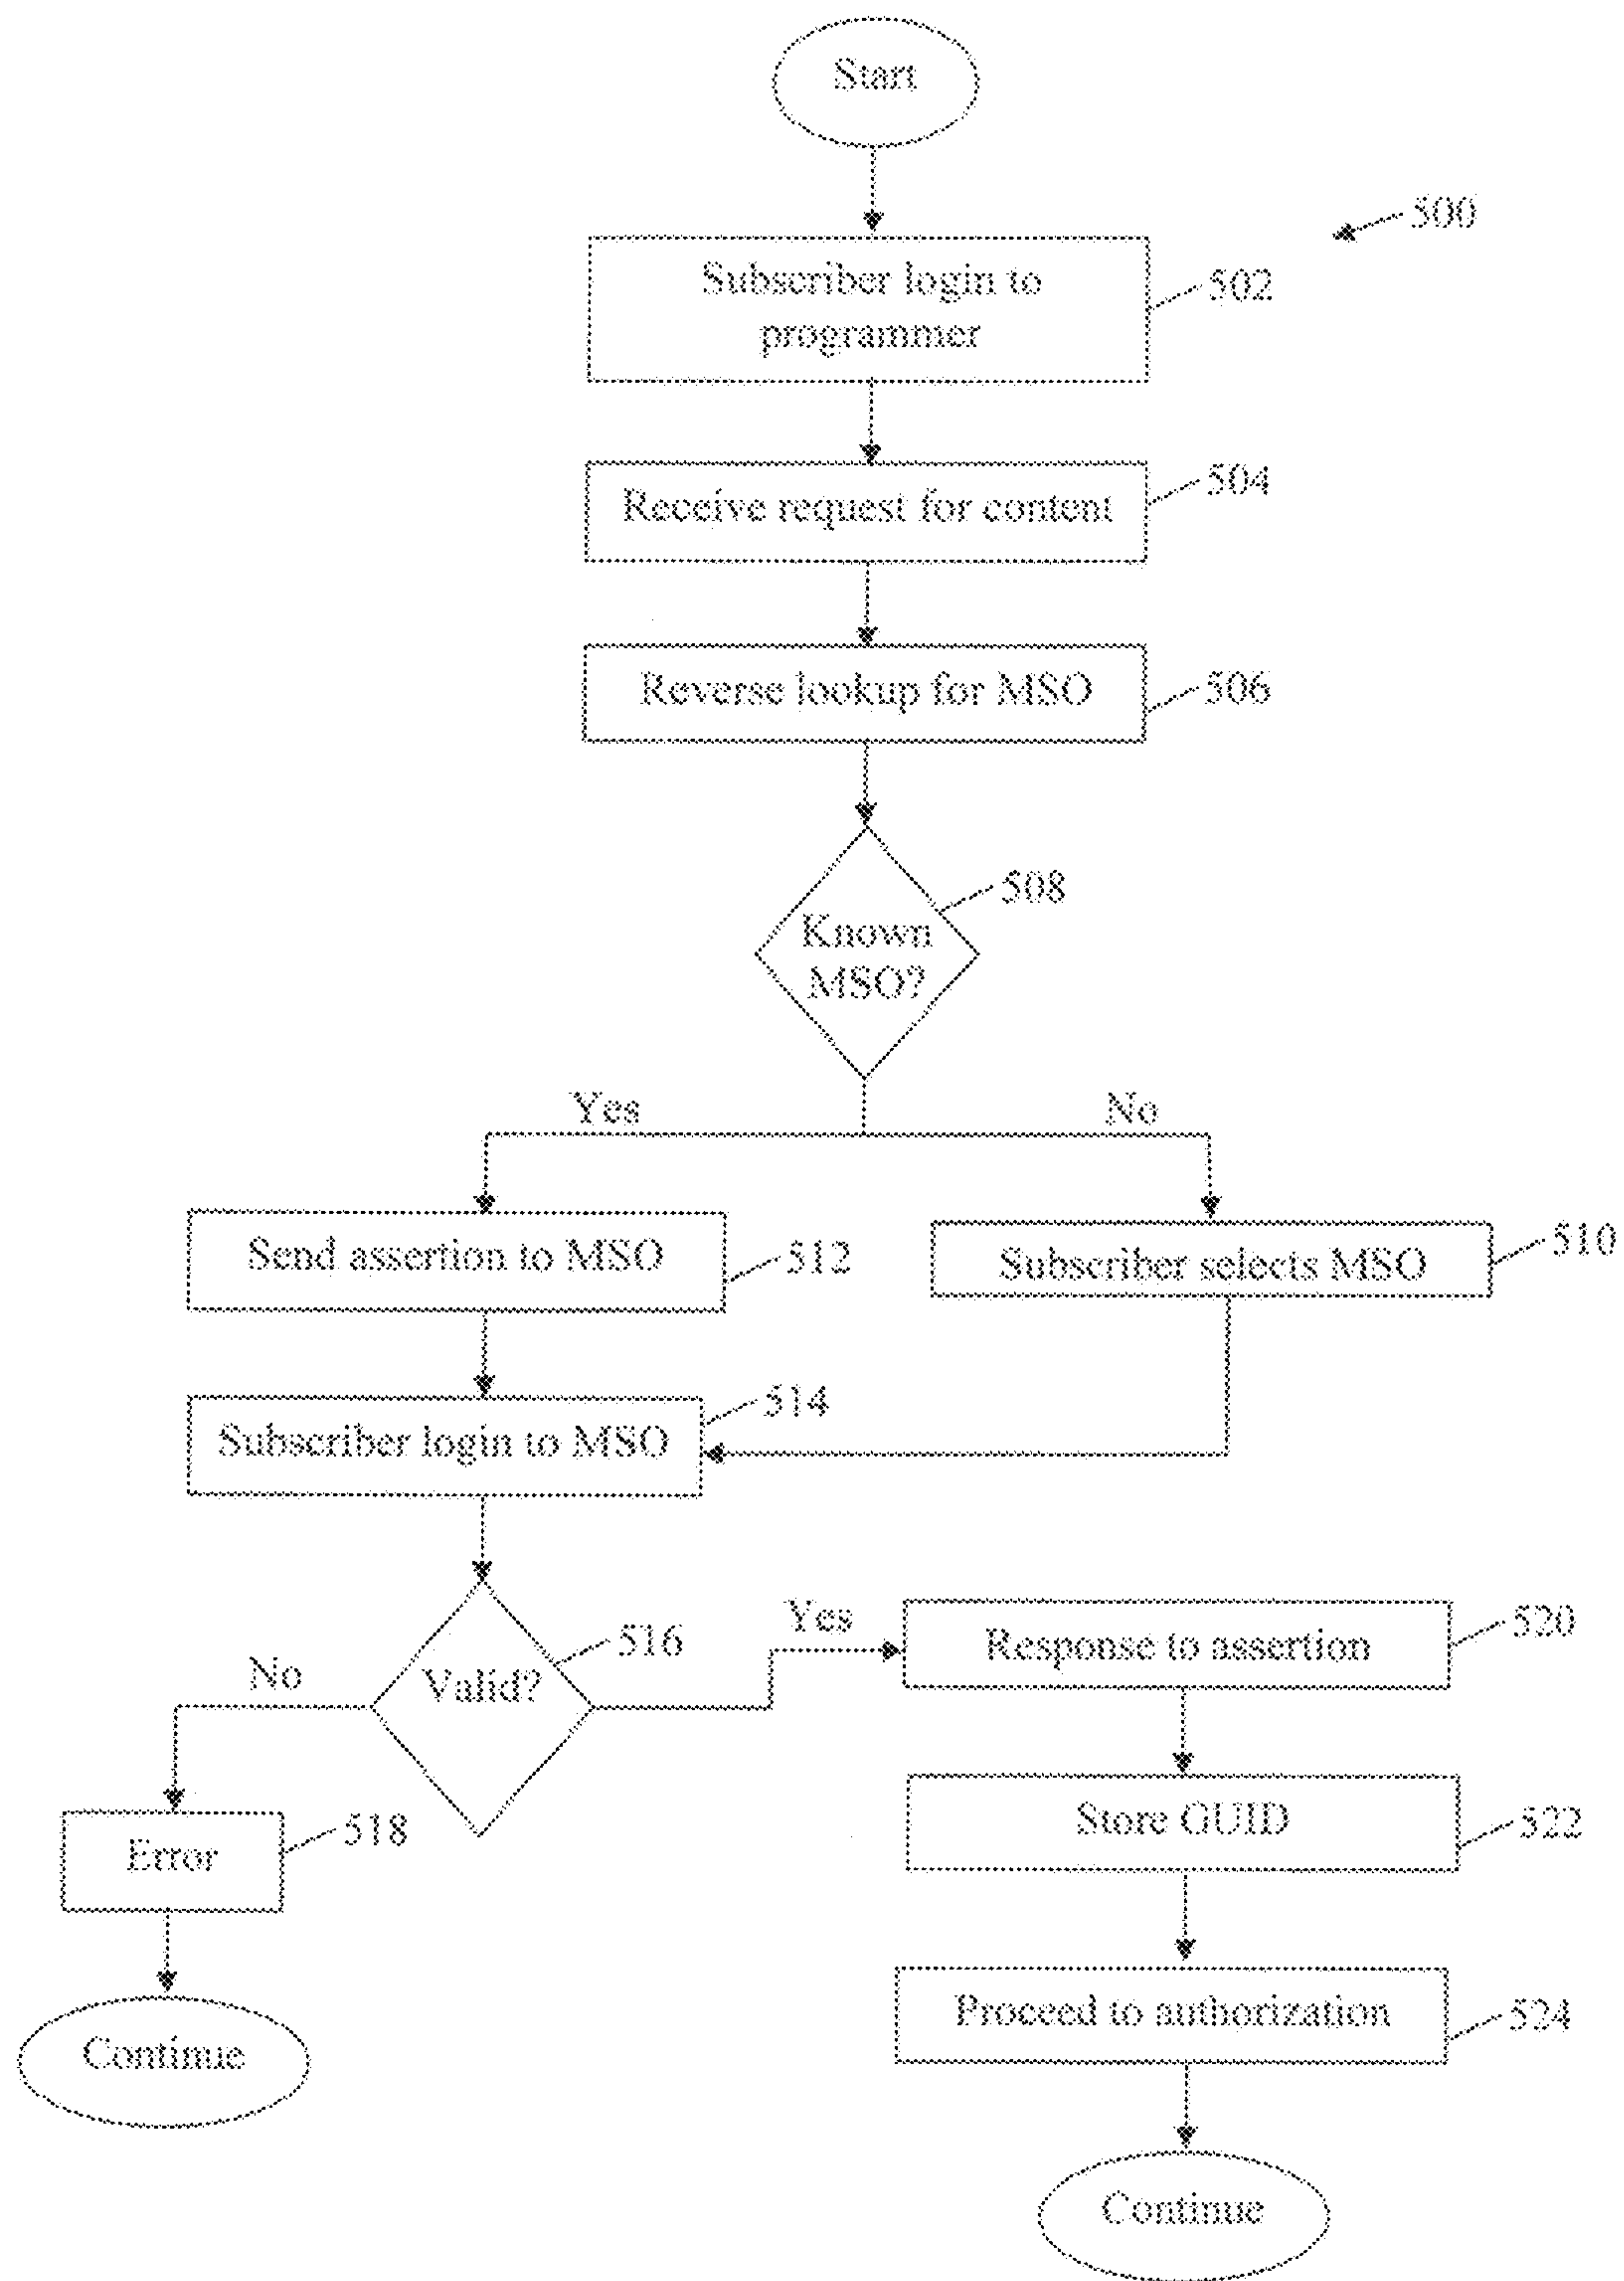 Start
500
Subscriber login to
programmer
502
Receive request for content
504
Reverse lookup for MSO
506
Known
MSO?
508
Yes
No
Send assertion to MSO
512
Subscriber selects MSO
510
Subscriber login to MSO
514
Valid?
516
No
Yes
Response to assertion
520
Store GUID
522
Error
518
Proceed to authorization
524
Continue
Continue